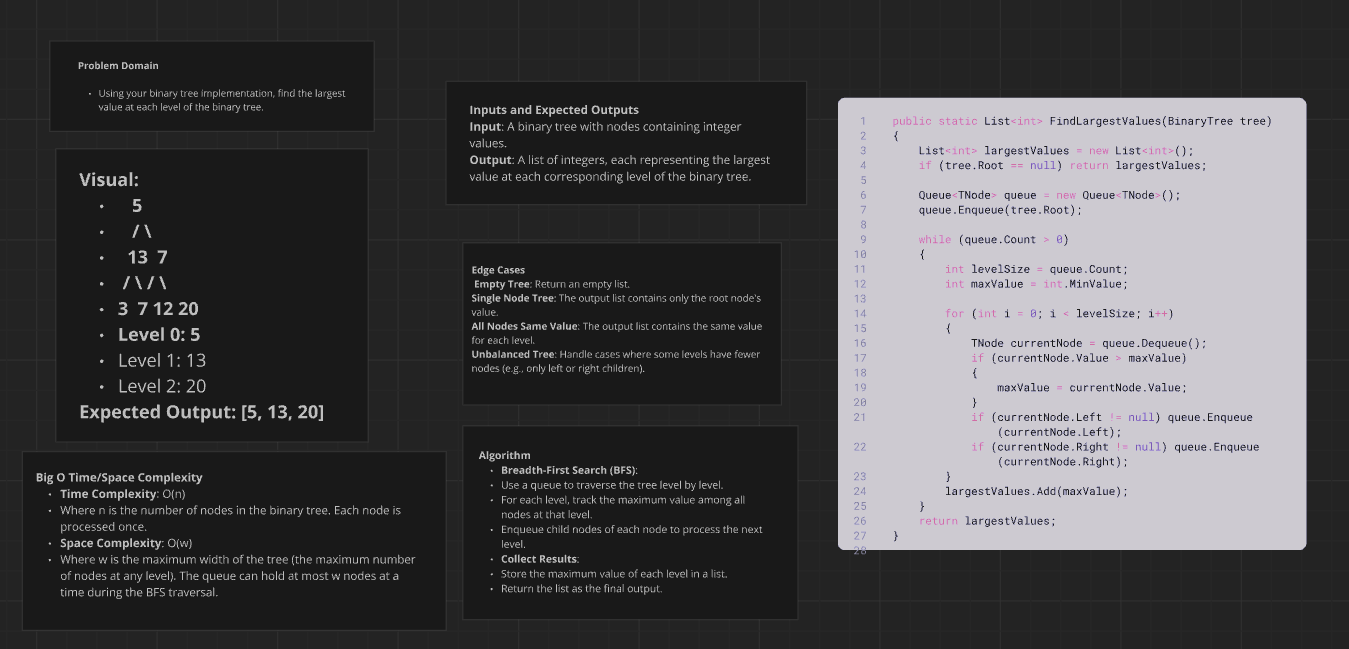 Problem Domain
• Using your binary tree implementation, find the largest
value at each level of the binary tree.
Visual:
• 5
• / \
• 13 7
• / \ / \
• 3 7 12 20
• Level 0: 5
• Level 1: 13
• Level 2: 20
Expected Output: [5, 13, 20]
Big O Time/Space Complexity
• Time Complexity: O(n)
• Where n is the number of nodes in the binary tree. Each node is
processed once.
• Space Complexity: O(w)
• Where w is the maximum width of the tree (the maximum number
of nodes at any level). The queue can hold at most w nodes at a
time during the BFS traversal.
Inputs and Expected Outputs
Input: A binary tree with nodes containing integer
values.
Output: A list of integers, each representing the largest
value at each corresponding level of the binary tree.
Edge Cases
Empty Tree: Return an empty list.
Single Node Tree: The output list contains only the root node's
value.
All Nodes Same Value: The output list contains the same value
for each level.
Unbalanced Tree: Handle cases where some levels have fewer
nodes (e.g., only left or right children).
Algorithm
• Breadth-First Search (BFS):
• Use a queue to traverse the tree level by level.
• For each level, track the maximum value among all
nodes at that level.
• Enqueue child nodes of each node to process the next
level.
• Collect Results:
• Store the maximum value of each level in a list.
• Return the list as the final output.
1 public static List<int> FindLargestValues(BinaryTree tree)
2 {
3 List<int> largestValues = new List<int>();
4 if (tree.Root == null) return largestValues;
5
6 Queue<TNode> queue = new Queue<TNode>();
7 queue.Enqueue(tree.Root);
8
9 while (queue.Count > 0)
10 {
11 int levelSize = queue.Count;
12 int maxValue = int.MinValue;
13
14 for (int i = 0; i < levelSize; i++)
15 {
16 TNode currentNode = queue.Dequeue();
17 if (currentNode.Value > maxValue)
18 {
19 maxValue = currentNode.Value;
20 }
21 if (currentNode.Left != null) queue.Enqueue
(currentNode.Left);
22 if (currentNode.Right != null) queue.Enqueue
(currentNode.Right);
23 }
24 largestValues.Add(maxValue);
25 }
26 return largestValues;
27 }
28